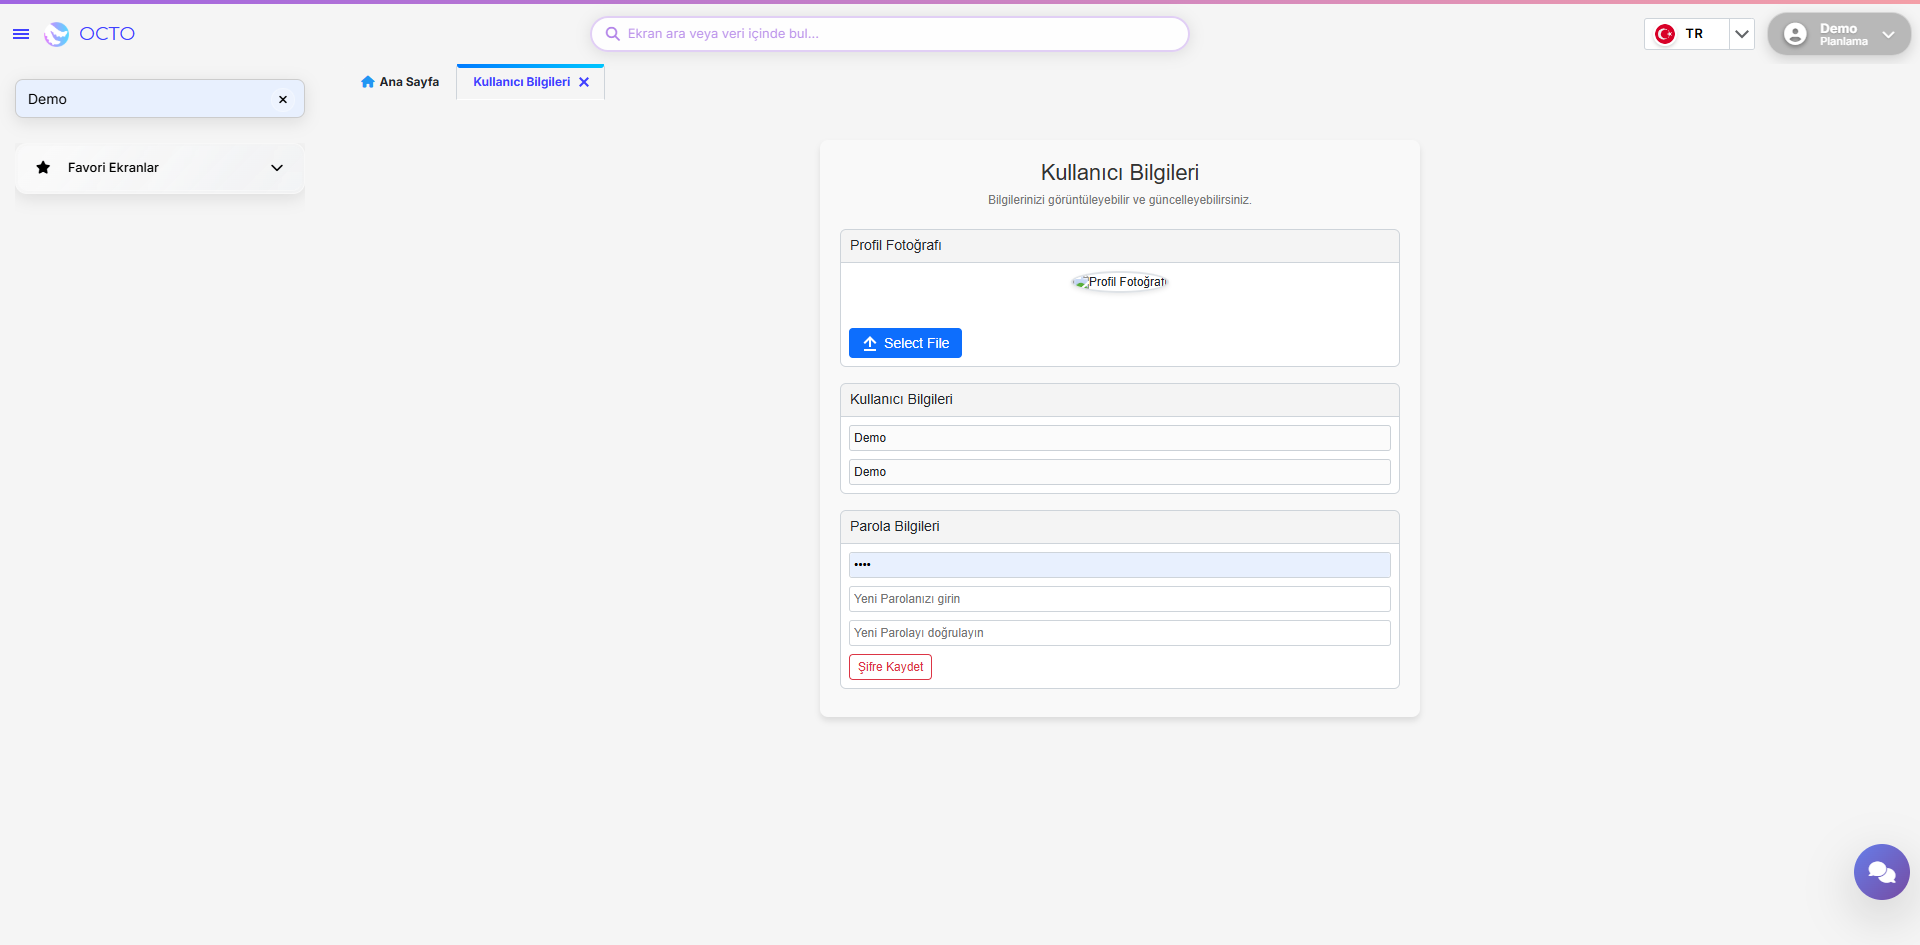 OCTO
Ekran ara veya veri içinde bul...
TR
Demo
Planlama
Demo
Favori Ekranlar
Ana Sayfa
Kullanıcı Bilgileri
Kullanıcı Bilgileri
Bilgilerinizi görüntüleyebilir ve güncelleyebilirsiniz.
Profil Fotoğrafı
Profil Fotoğrafı
Select File
Kullanıcı Bilgileri
Demo
Demo
Parola Bilgileri
••••
Yeni Parolanızı girin
Yeni Parolayı doğrulayın
Şifre Kaydet